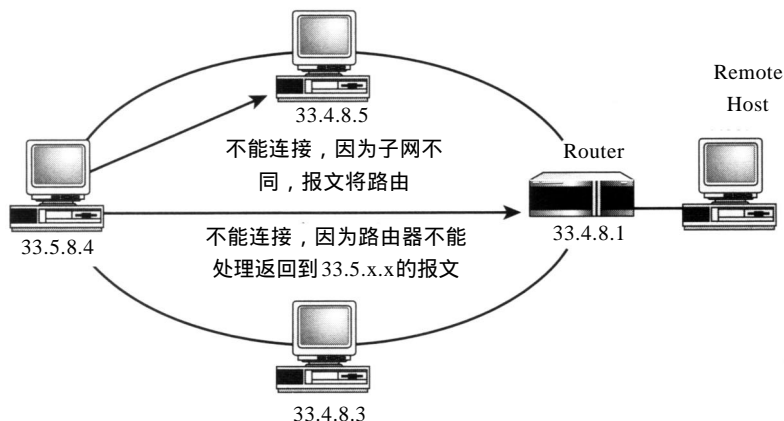 33.4.8.5
Remote
Host
不能连接，因为子网不
同，报文将路由
Router
33.5.8.4
不能连接，因为路由器不能
处理返回到33.5.x.x的报文
33.4.8.1
33.4.8.3